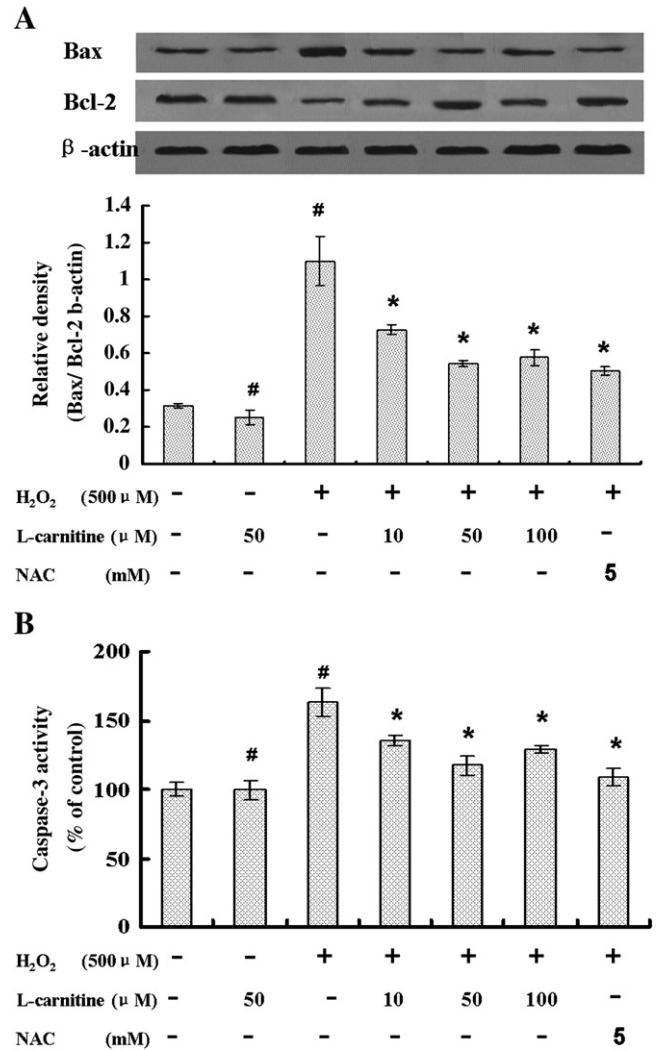 A
Bax
Bcl-2
β-actin
Relative density
(Bax/ Bcl-2 b-actin)
1.4
1.2
1
0.8
0.6
0.4
0.2
0
#
#
*
*
*
*
H₂O₂ (500 μ M) − − + + + + +
L-carnitine (μ M) − 50 − 10 50 100 −
NAC (mM) − − − − − − 5
B
Caspase-3 activity
(% of control)
200
150
100
50
0
#
#
*
*
*
*
H₂O₂ (500 μ M) − − + + + + +
L-carnitine (μ M) − 50 − 10 50 100 −
NAC (mM) − − − − − − 5